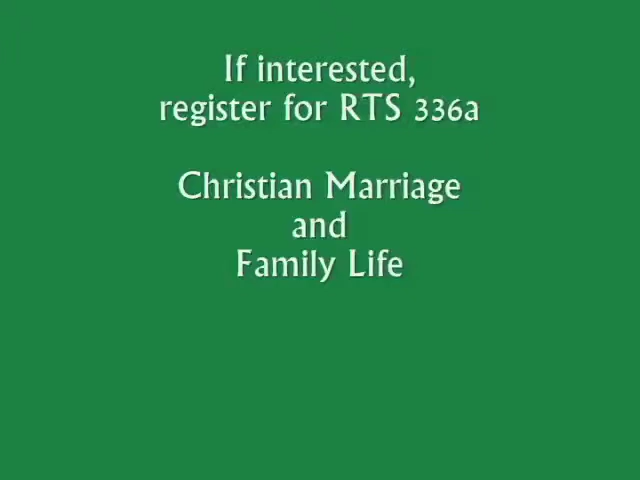 If interested,
register for RTS 336a
Christian Marriage
and
Family Life